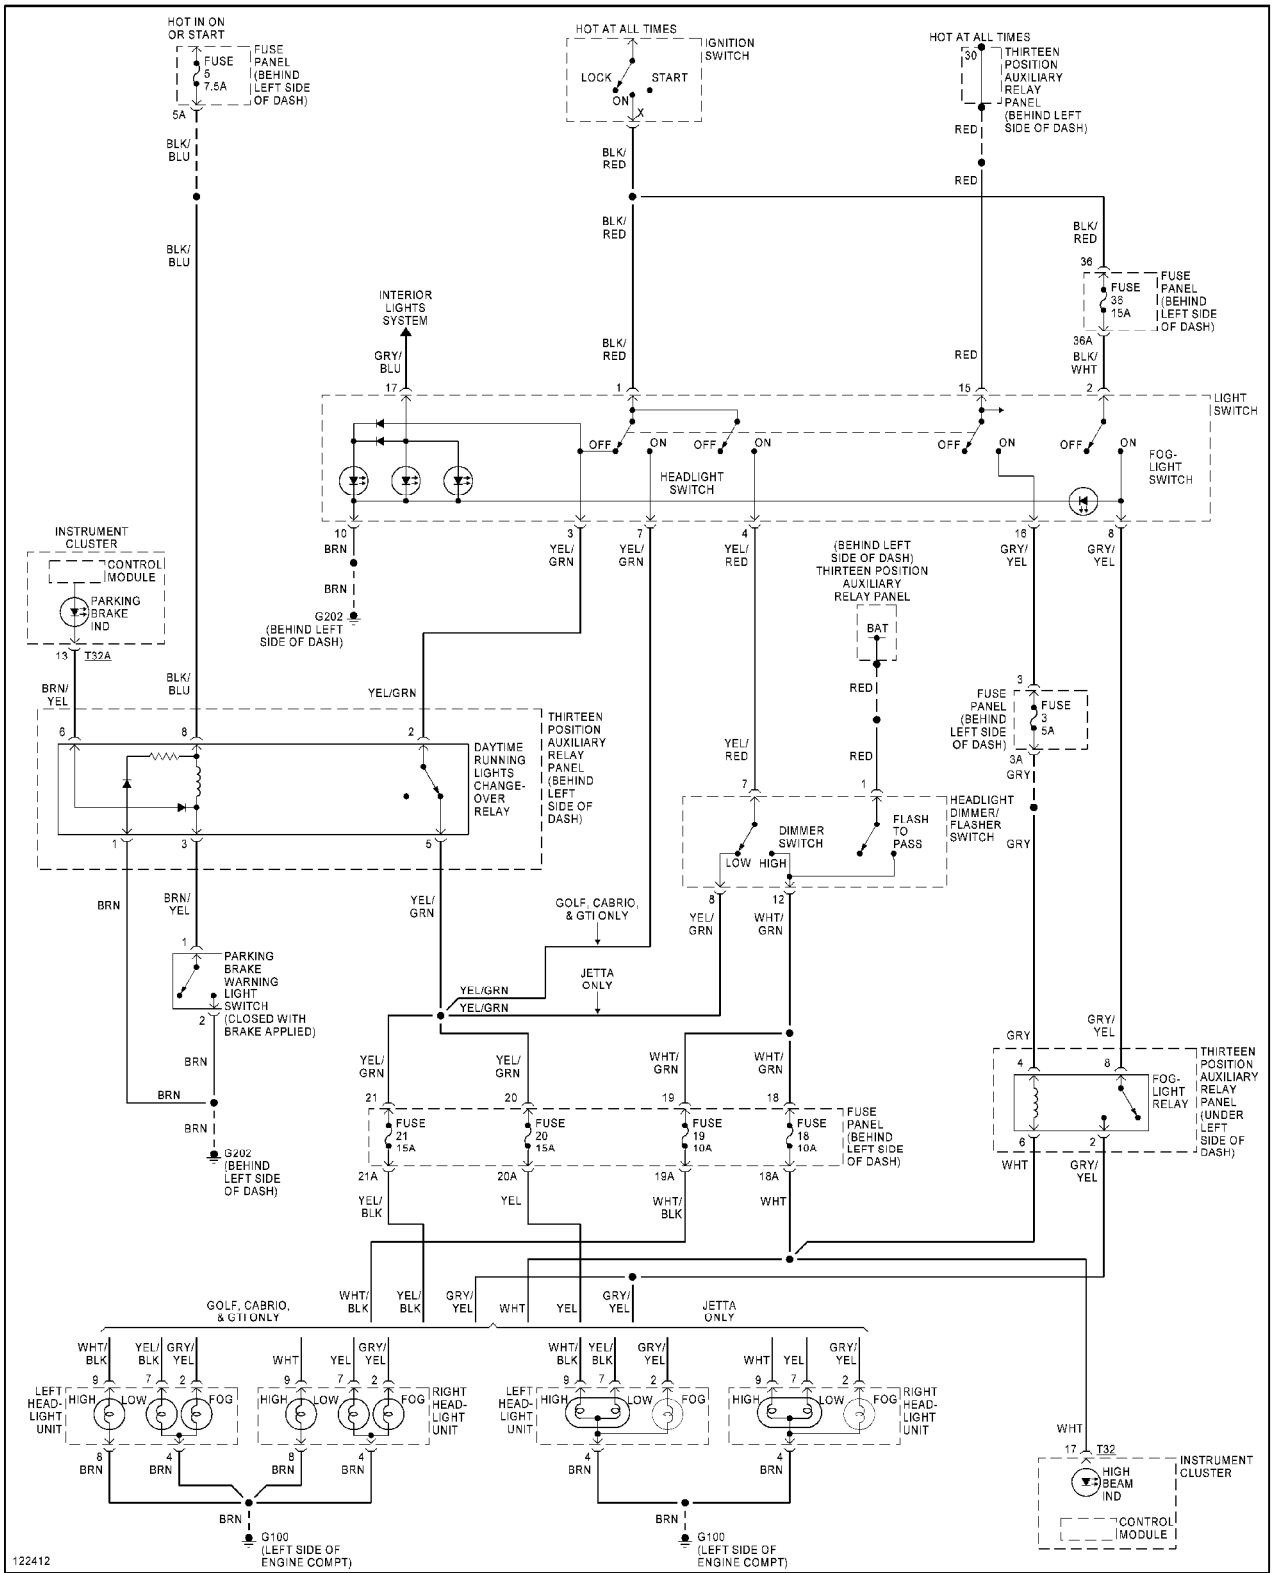 HOT IN ON
OR START
FUSE
5
7.5A
FUSE
PANEL
(BEHIND
LEFT SIDE
OF DASH)
5A
BLK/
BLU
BLK/
BLU
HOT AT ALL TIMES
IGNITION
SWITCH
LOCK
START
ON
X
BLK/
RED
BLK/
RED
BLK/
RED
HOT AT ALL TIMES
30
THIRTEEN
POSITION
AUXILIARY
RELAY
PANEL
(BEHIND LEFT
SIDE OF DASH)
RED
RED
RED
BLK/
RED
36
FUSE
36
15A
FUSE
PANEL
(BEHIND
LEFT SIDE
OF DASH)
36A
BLK/
WHT
INTERIOR
LIGHTS
SYSTEM
GRY/
BLU
17
1
15
2
LIGHT
SWITCH
OFF
ON
OFF
ON
OFF
ON
OFF
ON
HEADLIGHT
SWITCH
FOG-
LIGHT
SWITCH
10
3
7
4
16
8
BRN
BRN
G202
(BEHIND LEFT
SIDE OF DASH)
YEL/
GRN
YEL/
GRN
YEL/
RED
GRY/
YEL
GRY/
YEL
INSTRUMENT
CLUSTER
CONTROL
MODULE
PARKING
BRAKE
IND
13
T32A
BRN/
YEL
BLK/
BLU
YEL/GRN
(BEHIND LEFT
SIDE OF DASH)
THIRTEEN POSITION
AUXILIARY
RELAY PANEL
BAT
RED
RED
YEL/
RED
3
FUSE
PANEL
(BEHIND
LEFT SIDE
OF DASH)
FUSE
3
5A
3A
GRY
GRY
6
8
2
DAYTIME
RUNNING
LIGHTS
CHANGE-
OVER
RELAY
THIRTEEN
POSITION
AUXILIARY
RELAY
PANEL
(BEHIND
LEFT
SIDE OF
DASH)
1
3
5
7
1
DIMMER
SWITCH
LOW
HIGH
FLASH
TO
PASS
HEADLIGHT
DIMMER/
FLASHER
SWITCH
8
12
BRN
BRN/
YEL
YEL/
GRN
GOLF, CABRIO,
& GTI ONLY
YEL/
GRN
WHT/
GRN
1
PARKING
BRAKE
WARNING
LIGHT
SWITCH
(CLOSED WITH
BRAKE APPLIED)
2
JETTA
ONLY
YEL/GRN
YEL/GRN
BRN
BRN
BRN
G202
(BEHIND
LEFT SIDE
OF DASH)
YEL/
GRN
YEL/
GRN
WHT/
GRN
WHT/
GRN
GRY
GRY/
YEL
21
20
19
18
FUSE
21
15A
FUSE
20
15A
FUSE
19
10A
FUSE
18
10A
FUSE
PANEL
(BEHIND
LEFT SIDE
OF DASH)
21A
20A
19A
18A
YEL/
BLK
YEL
WHT/
BLK
WHT
4
8
FOG-
LIGHT
RELAY
THIRTEEN
POSITION
AUXILIARY
RELAY
PANEL
(UNDER
LEFT
SIDE OF
DASH)
6
2
WHT
GRY/
YEL
GOLF, CABRIO,
& GTI ONLY
WHT/
BLK
YEL/
BLK
GRY/
YEL
WHT
YEL
GRY/
YEL
JETTA
ONLY
WHT/
BLK
YEL/
BLK
GRY/
YEL
WHT
YEL
GRY/
YEL
WHT/
BLK
YEL/
BLK
GRY/
YEL
WHT
YEL
GRY/
YEL
9
7
2
9
7
2
9
7
2
9
7
2
LEFT
HEAD-
LIGHT
UNIT
HIGH
LOW
FOG
HIGH
LOW
FOG
RIGHT
HEAD-
LIGHT
UNIT
LEFT
HEAD-
LIGHT
UNIT
HIGH
LOW
FOG
HIGH
LOW
FOG
RIGHT
HEAD-
LIGHT
UNIT
8
4
8
4
4
4
BRN
BRN
BRN
BRN
BRN
BRN
BRN
G100
(LEFT SIDE OF
ENGINE COMPT)
BRN
G100
(LEFT SIDE OF
ENGINE COMPT)
WHT
17
T32
INSTRUMENT
CLUSTER
HIGH
BEAM
IND
CONTROL
MODULE
122412